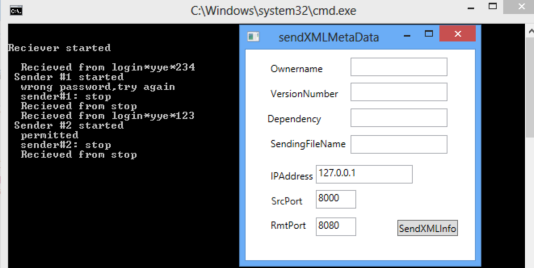 C:\Windows\system32\cmd.exe
Reciever started
Recieved from login*yye*234
Sender #1 started
wrong password,try again
sender#1: stop
Recieved from stop
Recieved from login*yye*123
Sender #2 started
permitted
sender#2: stop
Recieved from stop
sendXMLMetaData
Ownername
VersionNumber
Dependency
SendingFileName
IPAddress 127.0.0.1
SrcPort 8000
RmtPort 8080
SendXMLInfo